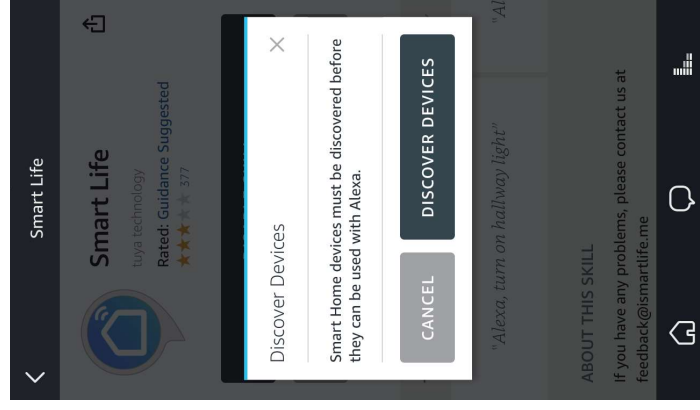 Smart Life
Smart Life
tuya technology
Rated: Guidance Suggested
377
Discover Devices
Smart Home devices must be discovered before
they can be used with Alexa.
CANCEL
DISCOVER DEVICES
"Alexa, turn on hallway light"
"Al
ABOUT THIS SKILL
If you have any problems, please contact us at
feedback@ismartlife.me